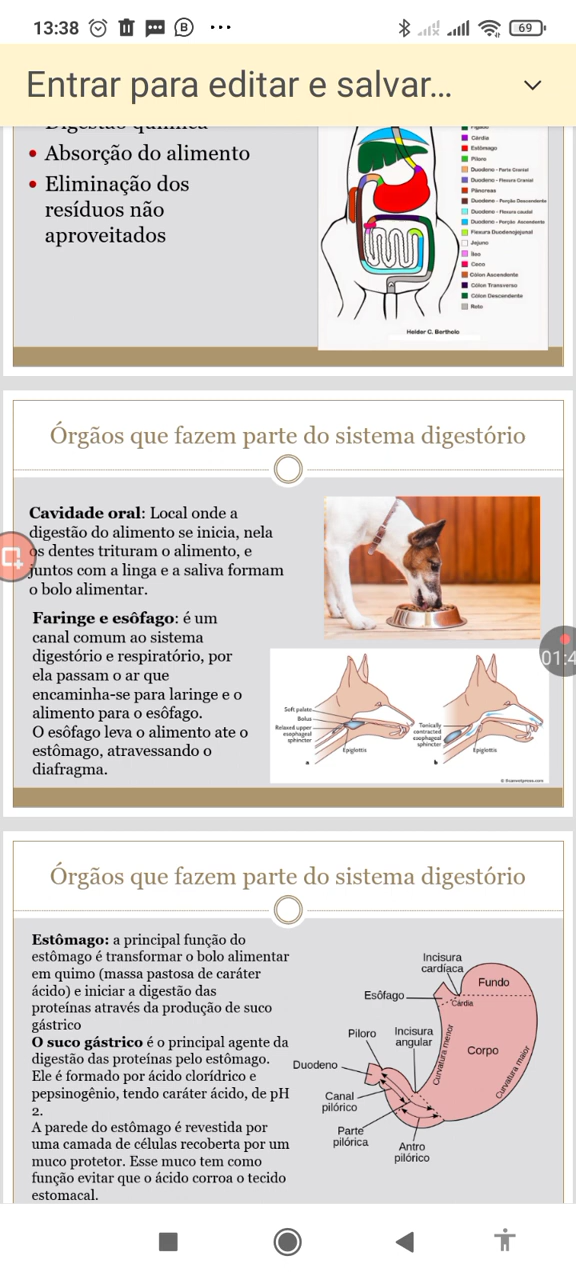 13:38
69
Entrar para editar e salvar...
Digestão química
• Absorção do alimento
• Eliminação dos
resíduos não
aproveitados
Cárdia
Estômago
Piloro
Duodeno - Parte Cranial
Duodeno - Flexura Cranial
Pâncreas
Duodeno - Porção Descendente
Duodeno - Flexura caudal
Duodeno - Porção Ascendente
Flexura Duodenojejunal
Jejuno
Íleo
Ceco
Cólon Ascendente
Cólon Transverso
Cólon Descendente
Reto
Helder C. Bertholo
Órgãos que fazem parte do sistema digestório
Cavidade oral: Local onde a
digestão do alimento se inicia, nela
os dentes trituram o alimento, e
juntos com a linga e a saliva formam
o bolo alimentar.
Faringe e esôfago: é um
canal comum ao sistema
digestório e respiratório, por
ela passam o ar que
encaminha-se para laringe e o
alimento para o esôfago.
O esôfago leva o alimento ate o
estômago, atravessando o
diafragma.
01:4
Soft palate
Bolus
Relaxed upper
esophageal
sphincter
Epiglottis
a
Tonically
contracted
esophageal
sphincter
Epiglottis
b
Órgãos que fazem parte do sistema digestório
Estômago: a principal função do
estômago é transformar o bolo alimentar
em quimo (massa pastosa de caráter
ácido) e iniciar a digestão das
proteínas através da produção de suco
gástrico
O suco gástrico é o principal agente da
digestão das proteínas pelo estômago.
Ele é formado por ácido clorídrico e
pepsinogênio, tendo caráter ácido, de pH
2.
A parede do estômago é revestida por
uma camada de células recoberta por um
muco protetor. Esse muco tem como
função evitar que o ácido corroa o tecido
estomacal.
Incisura
cardíaca
Fundo
Esôfago
Cárdia
Piloro
Incisura
angular
Curvatura menor
Corpo
Curvatura maior
Duodeno
Canal
pilórico
Parte
pilórica
Antro
pilórico